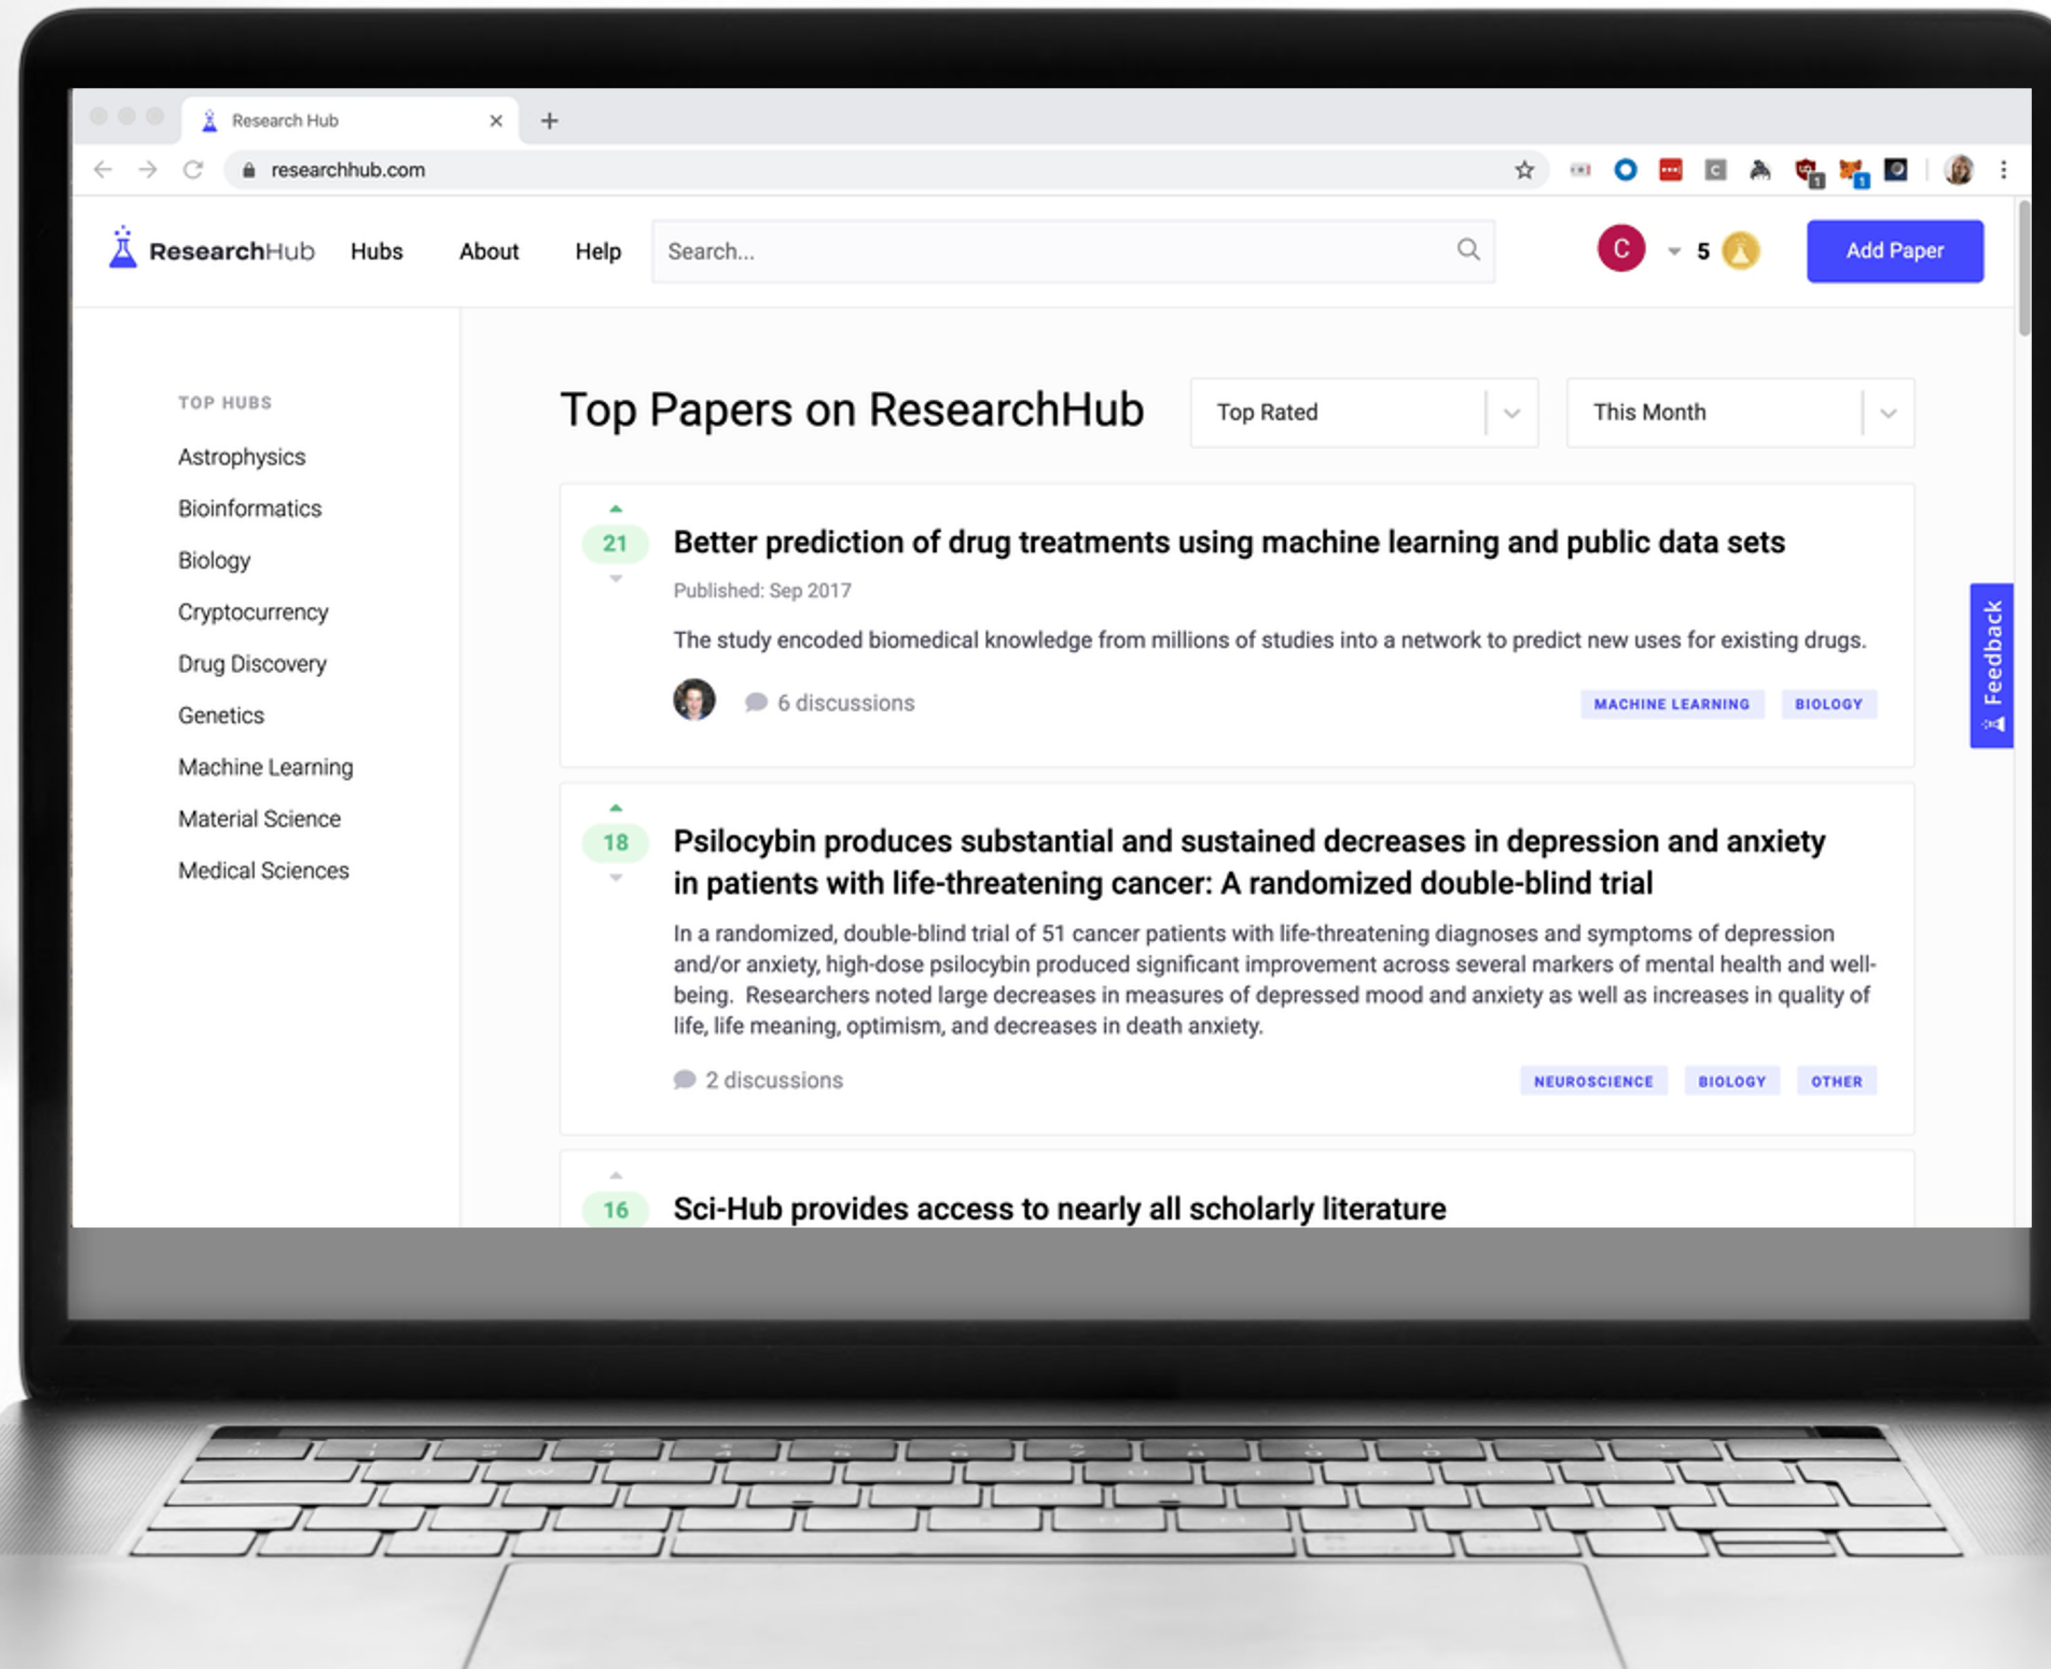 Research Hub
researchhub.com
ResearchHub Hubs About Help Search... C 5 Add Paper
TOP HUBS
Astrophysics
Bioinformatics
Biology
Cryptocurrency
Drug Discovery
Genetics
Machine Learning
Material Science
Medical Sciences
Top Papers on ResearchHub Top Rated This Month
21
Better prediction of drug treatments using machine learning and public data sets
Published: Sep 2017
The study encoded biomedical knowledge from millions of studies into a network to predict new uses for existing drugs.
6 discussions MACHINE LEARNING BIOLOGY
18
Psilocybin produces substantial and sustained decreases in depression and anxiety
in patients with life-threatening cancer: A randomized double-blind trial
In a randomized, double-blind trial of 51 cancer patients with life-threatening diagnoses and symptoms of depression
and/or anxiety, high-dose psilocybin produced significant improvement across several markers of mental health and well-
being. Researchers noted large decreases in measures of depressed mood and anxiety as well as increases in quality of
life, life meaning, optimism, and decreases in death anxiety.
2 discussions NEUROSCIENCE BIOLOGY OTHER
16
Sci-Hub provides access to nearly all scholarly literature
Feedback